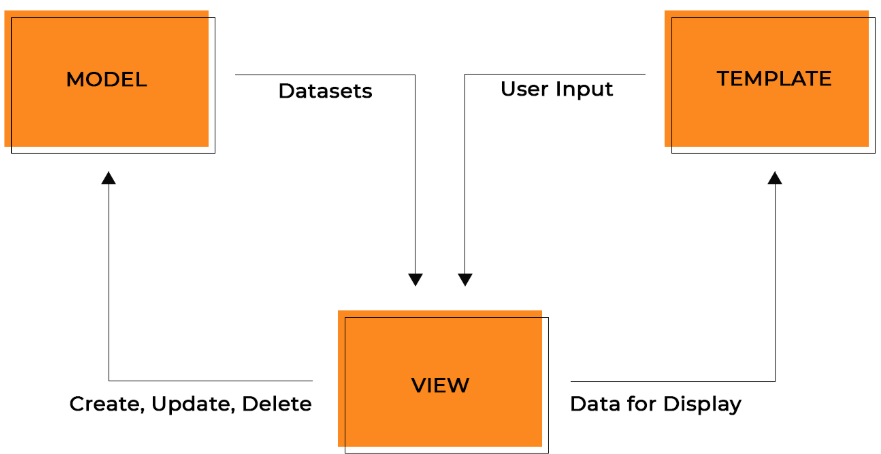 MODEL
Datasets
User Input
TEMPLATE
VIEW
Create, Update, Delete
Data for Display